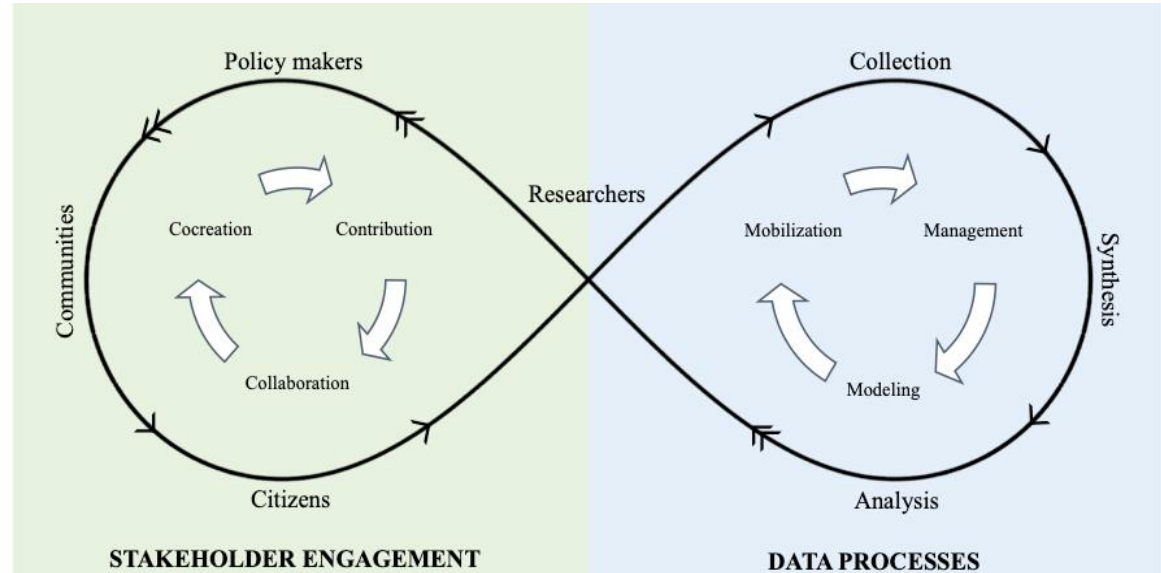 Policy makers
Collection
Researchers
Cocreation
Contribution
Mobilization
Management
Communities
Synthesis
Collaboration
Modeling
Citizens
Analysis
STAKEHOLDER ENGAGEMENT
DATA PROCESSES